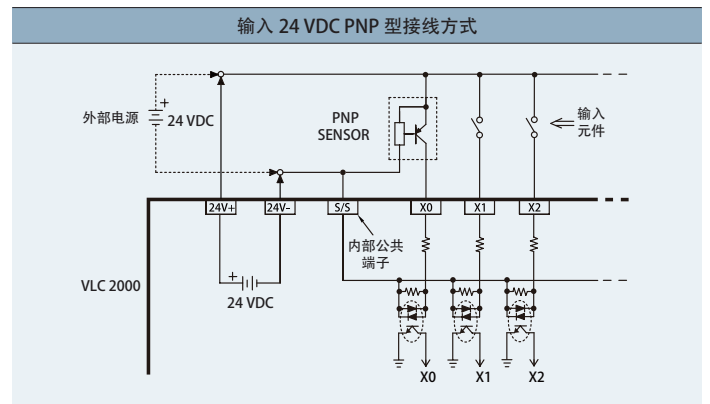 输入 24 VDC PNP 型接线方式
外部电源
+
24 VDC
PNP
SENSOR
输入
元件
24V+
24V–
S/S
X0
X1
X2
内部公共
端子
VLC 2000
+
24 VDC
X0
X1
X2